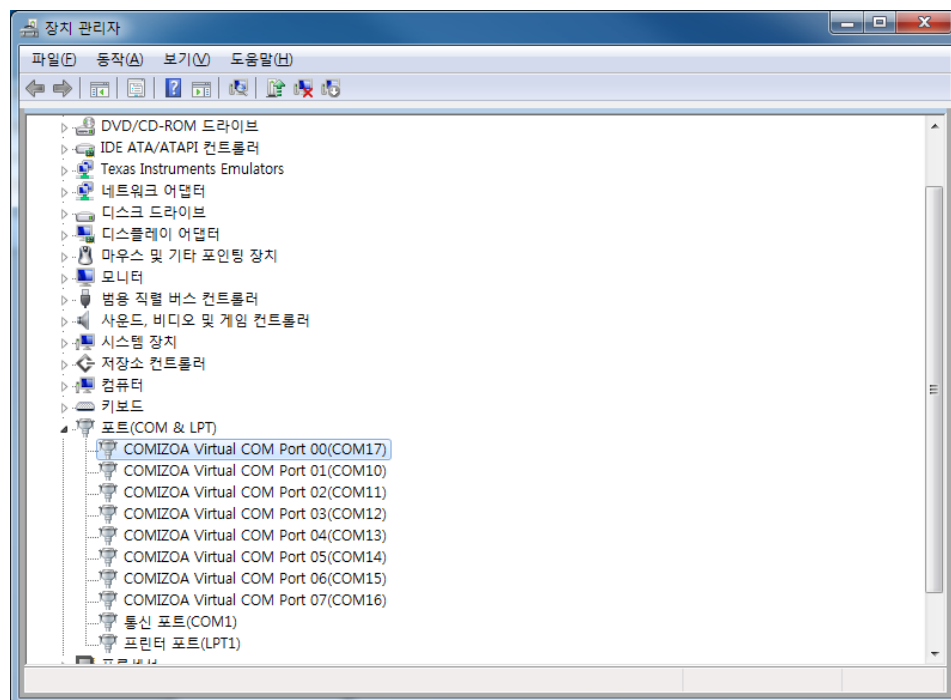 장치 관리자
파일(F) 동작(A) 보기(V) 도움말(H)
DVD/CD-ROM 드라이브
IDE ATA/ATAPI 컨트롤러
Texas Instruments Emulators
네트워크 어댑터
디스크 드라이브
디스플레이 어댑터
마우스 및 기타 포인팅 장치
모니터
범용 직렬 버스 컨트롤러
사운드, 비디오 및 게임 컨트롤러
시스템 장치
저장소 컨트롤러
컴퓨터
키보드
포트(COM & LPT)
COMIZOA Virtual COM Port 00(COM17)
COMIZOA Virtual COM Port 01(COM10)
COMIZOA Virtual COM Port 02(COM11)
COMIZOA Virtual COM Port 03(COM12)
COMIZOA Virtual COM Port 04(COM13)
COMIZOA Virtual COM Port 05(COM14)
COMIZOA Virtual COM Port 06(COM15)
COMIZOA Virtual COM Port 07(COM16)
통신 포트(COM1)
프린터 포트(LPT1)